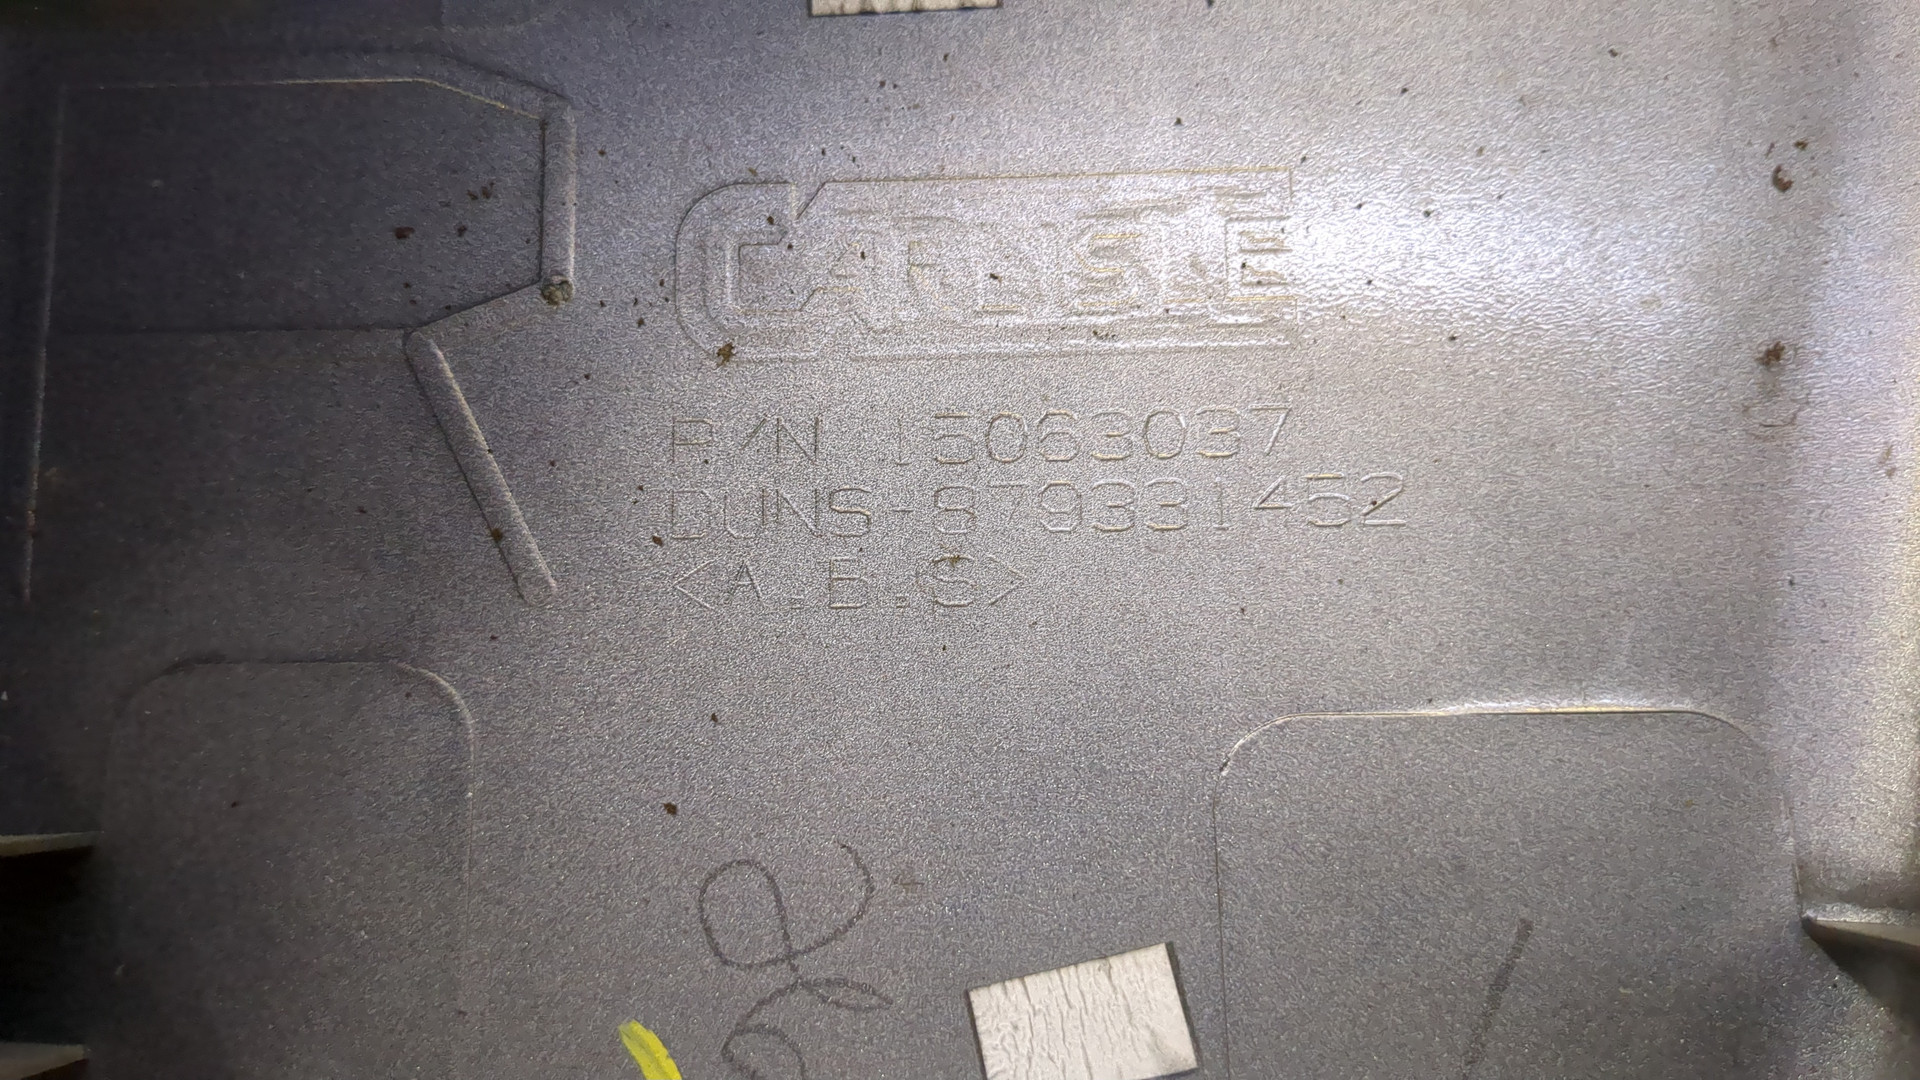 CARLISLE
P/N 15063037
DUNS-879331452
<A.B.S>